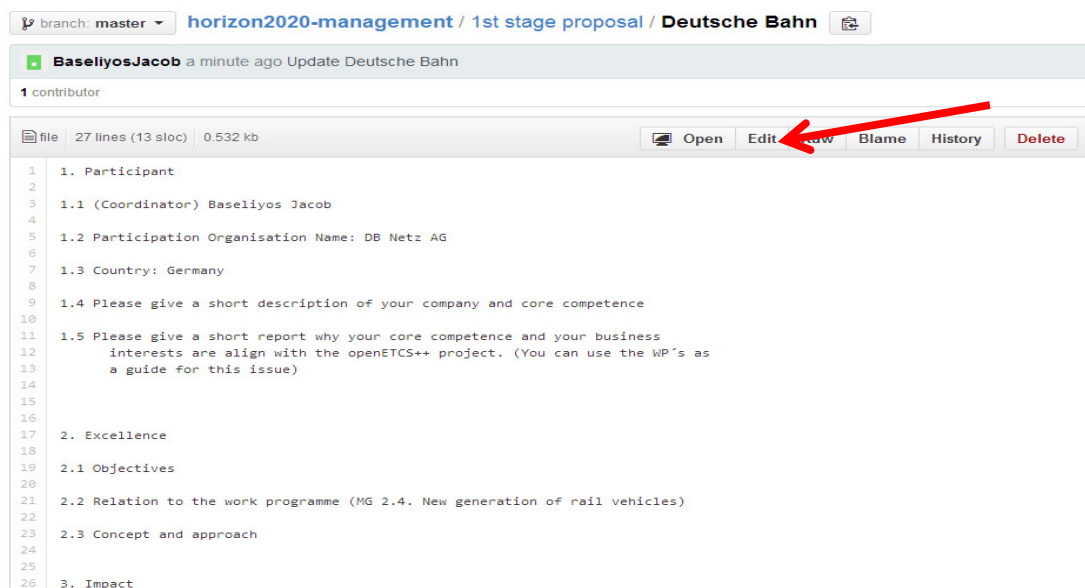 branch: master horizon2020-management / 1st stage proposal / Deutsche Bahn
BaseliyosJacob a minute ago Update Deutsche Bahn
1 contributor
file 27 lines (13 sloc) 0.532 kb Open Edit Raw Blame History Delete
1 1. Participant
2
3 1.1 (Coordinator) Baseliyos Jacob
4
5 1.2 Participation Organisation Name: DB Netz AG
6
7 1.3 Country: Germany
8
9 1.4 Please give a short description of your company and core competence
10
11 1.5 Please give a short report why your core competence and your business
12 interests are align with the openETCS++ project. (You can use the WP´s as
13 a guide for this issue)
14
15
16
17 2. Excellence
18
19 2.1 Objectives
20
21 2.2 Relation to the work programme (MG 2.4. New generation of rail vehicles)
22
23 2.3 Concept and approach
24
25
26 3. Impact